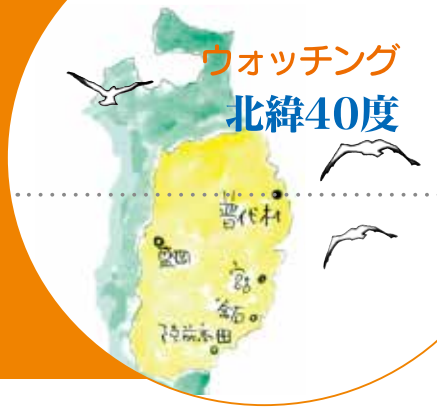 ウォッチング
北緯40度
普代村
盛岡
宮古
釜石
陸前高田